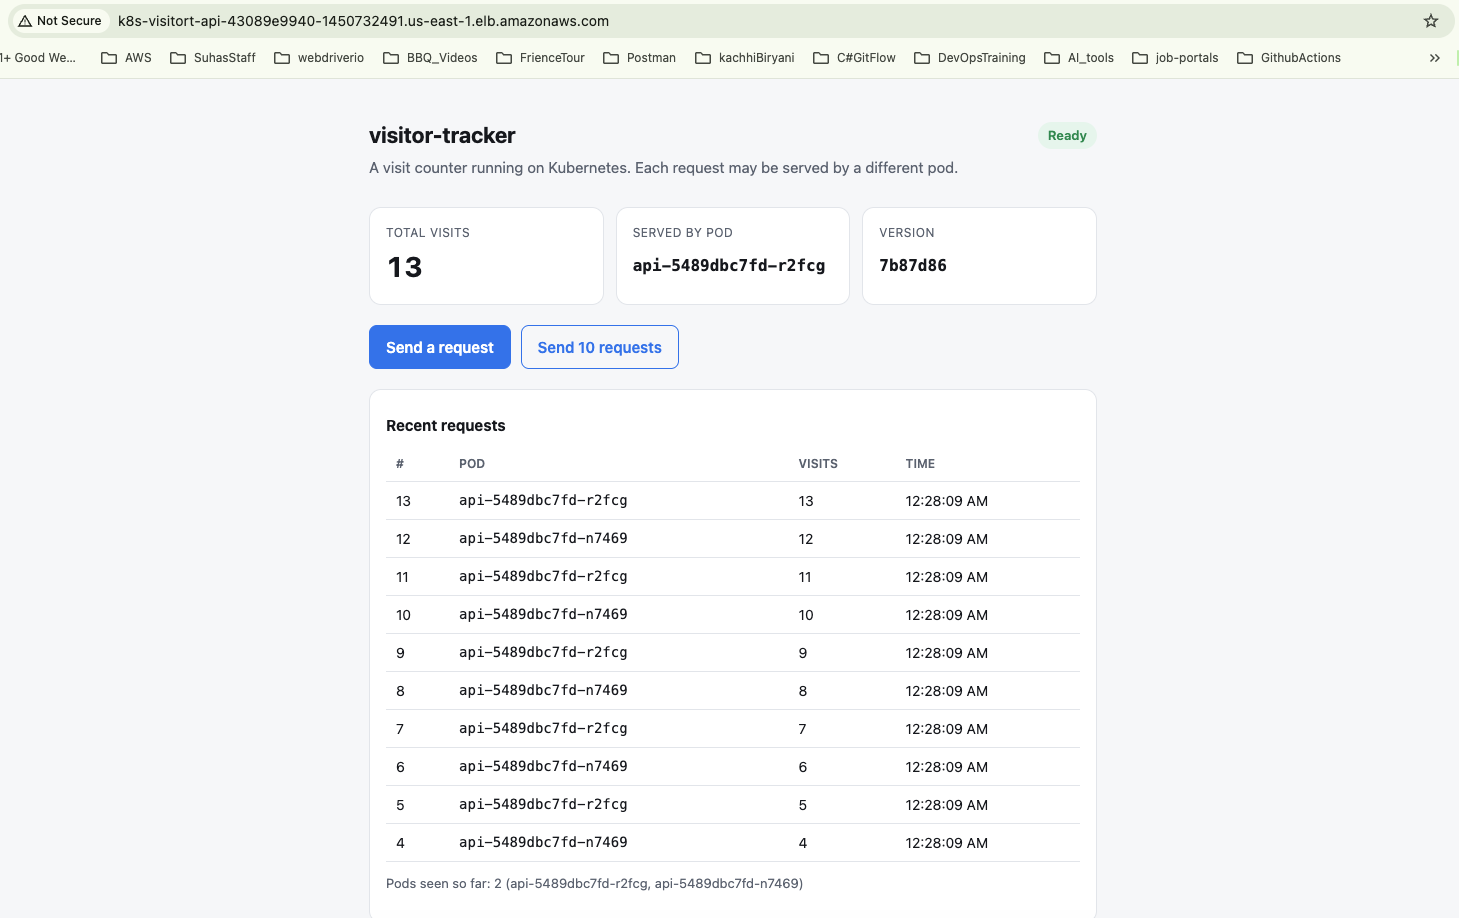 Not Secure k8s-visitort-api-43089e9940-1450732491.us-east-1.elb.amazonaws.com
1+ Good We... AWS SuhasStaff webdriverio BBQ_Videos FrienceTour Postman kachhiBiryani C#GitFlow DevOpsTraining AI_tools job-portals GithubActions »
visitor-tracker Ready
A visit counter running on Kubernetes. Each request may be served by a different pod.
TOTAL VISITS SERVED BY POD VERSION
13 api-5489dbc7fd-r2fcg 7b87d86
Send a request Send 10 requests
Recent requests
# POD VISITS TIME
13 api-5489dbc7fd-r2fcg 13 12:28:09 AM
12 api-5489dbc7fd-n7469 12 12:28:09 AM
11 api-5489dbc7fd-r2fcg 11 12:28:09 AM
10 api-5489dbc7fd-n7469 10 12:28:09 AM
9 api-5489dbc7fd-r2fcg 9 12:28:09 AM
8 api-5489dbc7fd-n7469 8 12:28:09 AM
7 api-5489dbc7fd-r2fcg 7 12:28:09 AM
6 api-5489dbc7fd-n7469 6 12:28:09 AM
5 api-5489dbc7fd-r2fcg 5 12:28:09 AM
4 api-5489dbc7fd-n7469 4 12:28:09 AM
Pods seen so far: 2 (api-5489dbc7fd-r2fcg, api-5489dbc7fd-n7469)